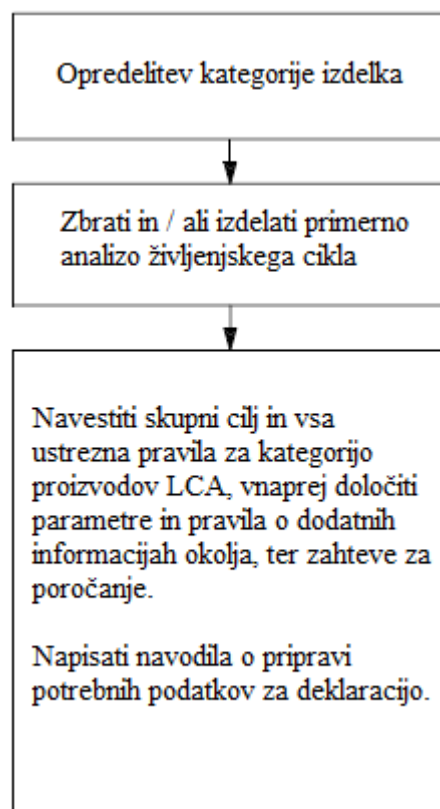 Opredelitev kategorije izdelka
Zbrati in / ali izdelati primerno
analizo življenjskega cikla
Navestiti skupni cilj in vsa
ustrezna pravila za kategorijo
proizvodov LCA, vnaprej določiti
parametre in pravila o dodatnih
informacijah okolja, ter zahteve za
poročanje.
Napisati navodila o pripravi
potrebnih podatkov za deklaracijo.